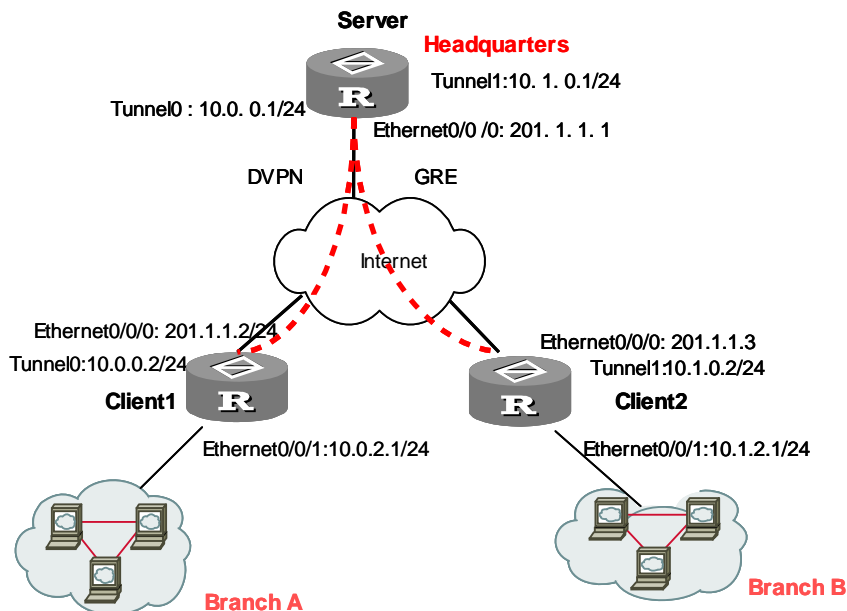 Server
Headquarters
Tunnel1:10. 1. 0.1/24
Tunnel0 : 10.0. 0.1/24
R
Ethernet0/0 /0: 201. 1. 1. 1
DVPN
GRE
Internet
Ethernet0/0/0: 201.1.1.2/24
Tunnel0:10.0.0.2/24
Ethernet0/0/0: 201.1.1.3
Tunnel1:10.1.0.2/24
Client1
R
R
Client2
Ethernet0/0/1:10.0.2.1/24
Ethernet0/0/1:10.1.2.1/24
Branch A
Branch B